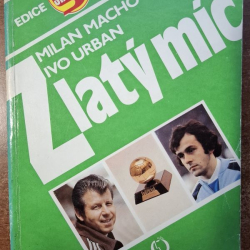 EDICE
MILAN MACHO
IVO URBAN
Zlatý míč